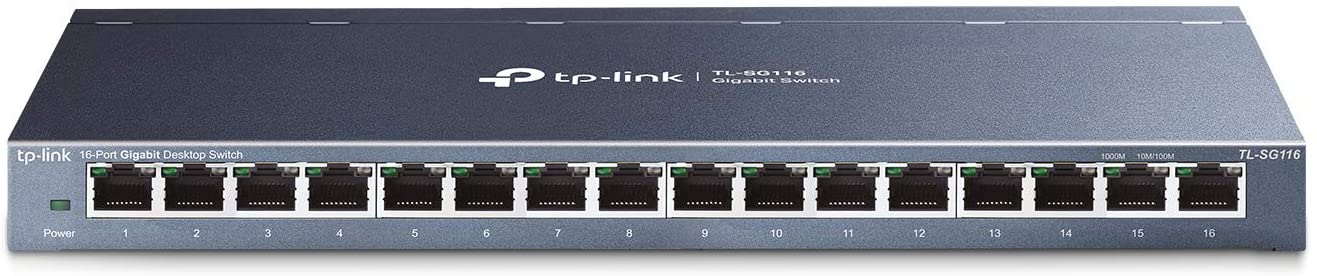 tp-link | TL-SG116
Gigabit Switch
tp-link 16-Port Gigabit Desktop Switch
1000M 10M/100M
TL-SG116
Power 1 2 3 4 5 6 7 8 9 10 11 12 13 14 15 16